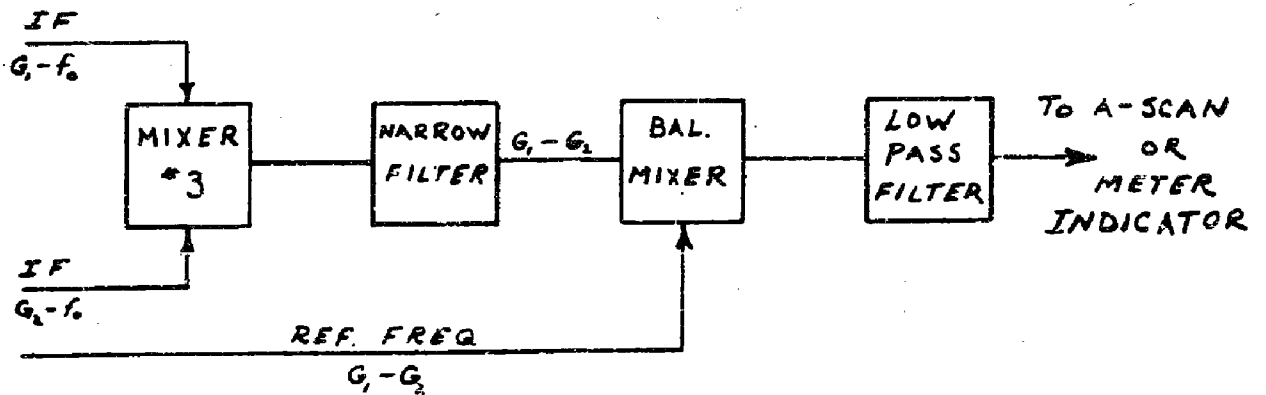 IF
G₁-f₀
MIXER
#3
IF
G₂-f₀
NARROW
FILTER
G₁-G₂
BAL.
MIXER
LOW
PASS
FILTER
TO A-SCAN
OR
METER
INDICATOR
REF. FREQ
G₁-G₂